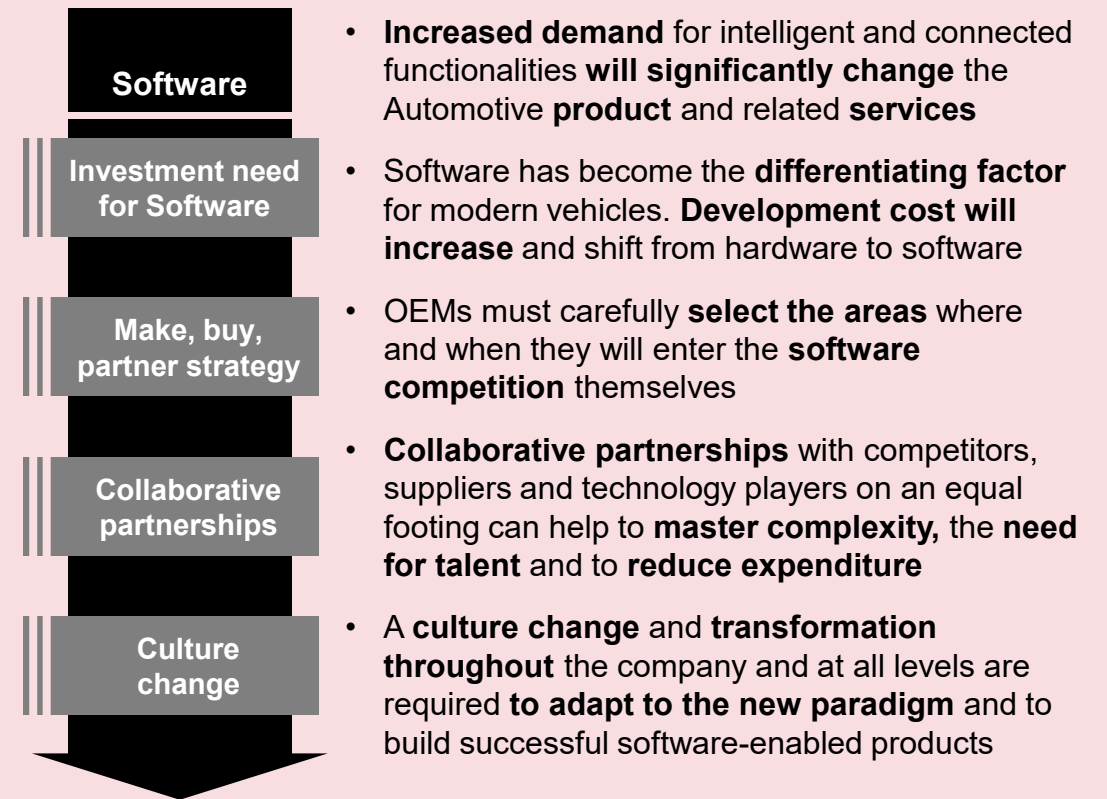 Software
• Increased demand for intelligent and connected
functionalities will significantly change the
Automotive product and related services
Investment need
for Software
• Software has become the differentiating factor
for modern vehicles. Development cost will
increase and shift from hardware to software
Make, buy,
partner strategy
• OEMs must carefully select the areas where
and when they will enter the software
competition themselves
Collaborative
partnerships
• Collaborative partnerships with competitors,
suppliers and technology players on an equal
footing can help to master complexity, the need
for talent and to reduce expenditure
Culture
change
• A culture change and transformation
throughout the company and at all levels are
required to adapt to the new paradigm and to
build successful software-enabled products